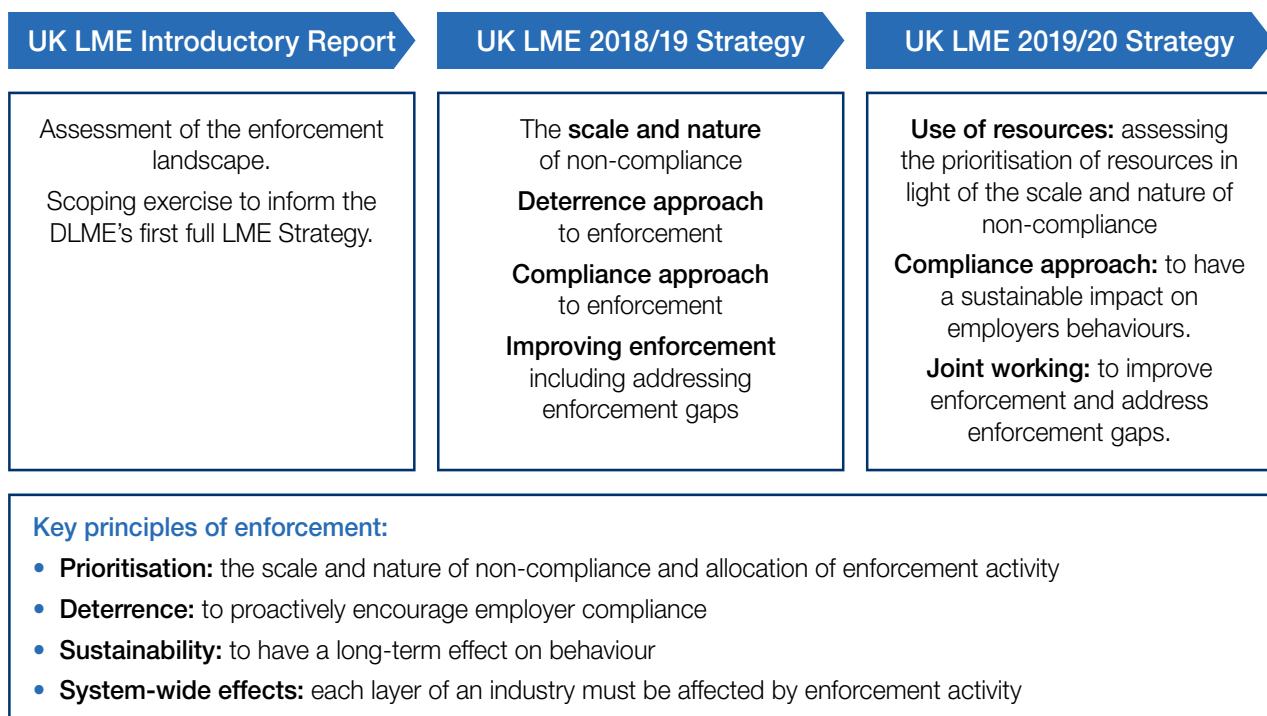 UK LME Introductory Report
Assessment of the enforcement
landscape.
Scoping exercise to inform the
DLME's first full LME Strategy.
UK LME 2018/19 Strategy
The scale and nature
of non-compliance
Deterrence approach
to enforcement
Compliance approach
to enforcement
Improving enforcement
including addressing
enforcement gaps
UK LME 2019/20 Strategy
Use of resources: assessing
the prioritisation of resources in
light of the scale and nature of
non-compliance
Compliance approach: to have
a sustainable impact on
employers behaviours.
Joint working: to improve
enforcement and address
enforcement gaps.
Key principles of enforcement:
• Prioritisation: the scale and nature of non-compliance and allocation of enforcement activity
• Deterrence: to proactively encourage employer compliance
• Sustainability: to have a long-term effect on behaviour
• System-wide effects: each layer of an industry must be affected by enforcement activity